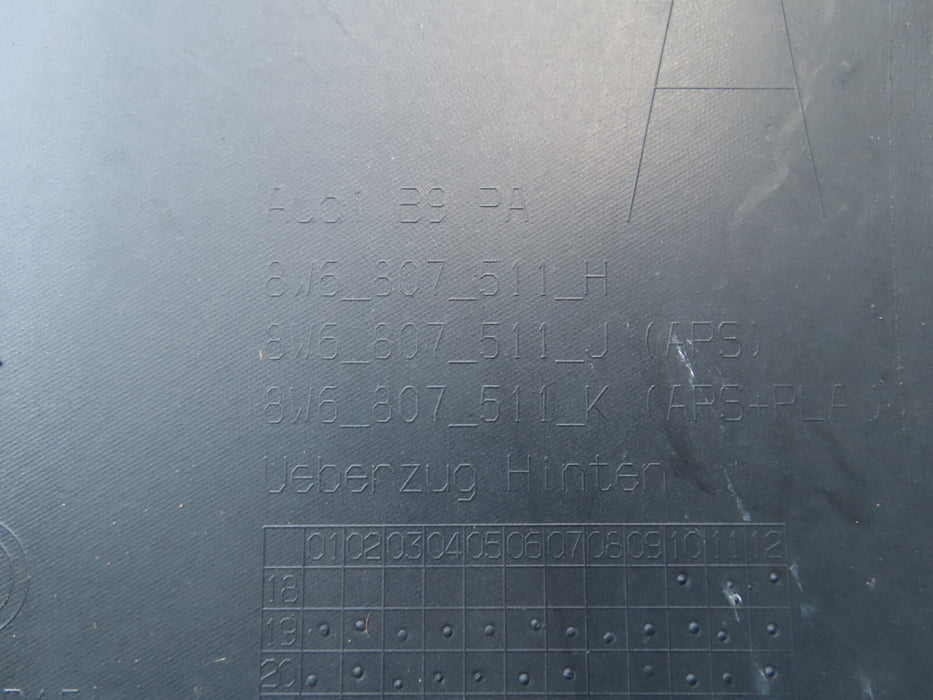 A
Audi B9 PA
8W6_807_511_H
8W6_807_511_J (APS)
8W6_807_511_K (APS+PLA)
Ueberzug Hinten
01 02 03 04 05 06 07 08 09 10 11 12
18
19
20